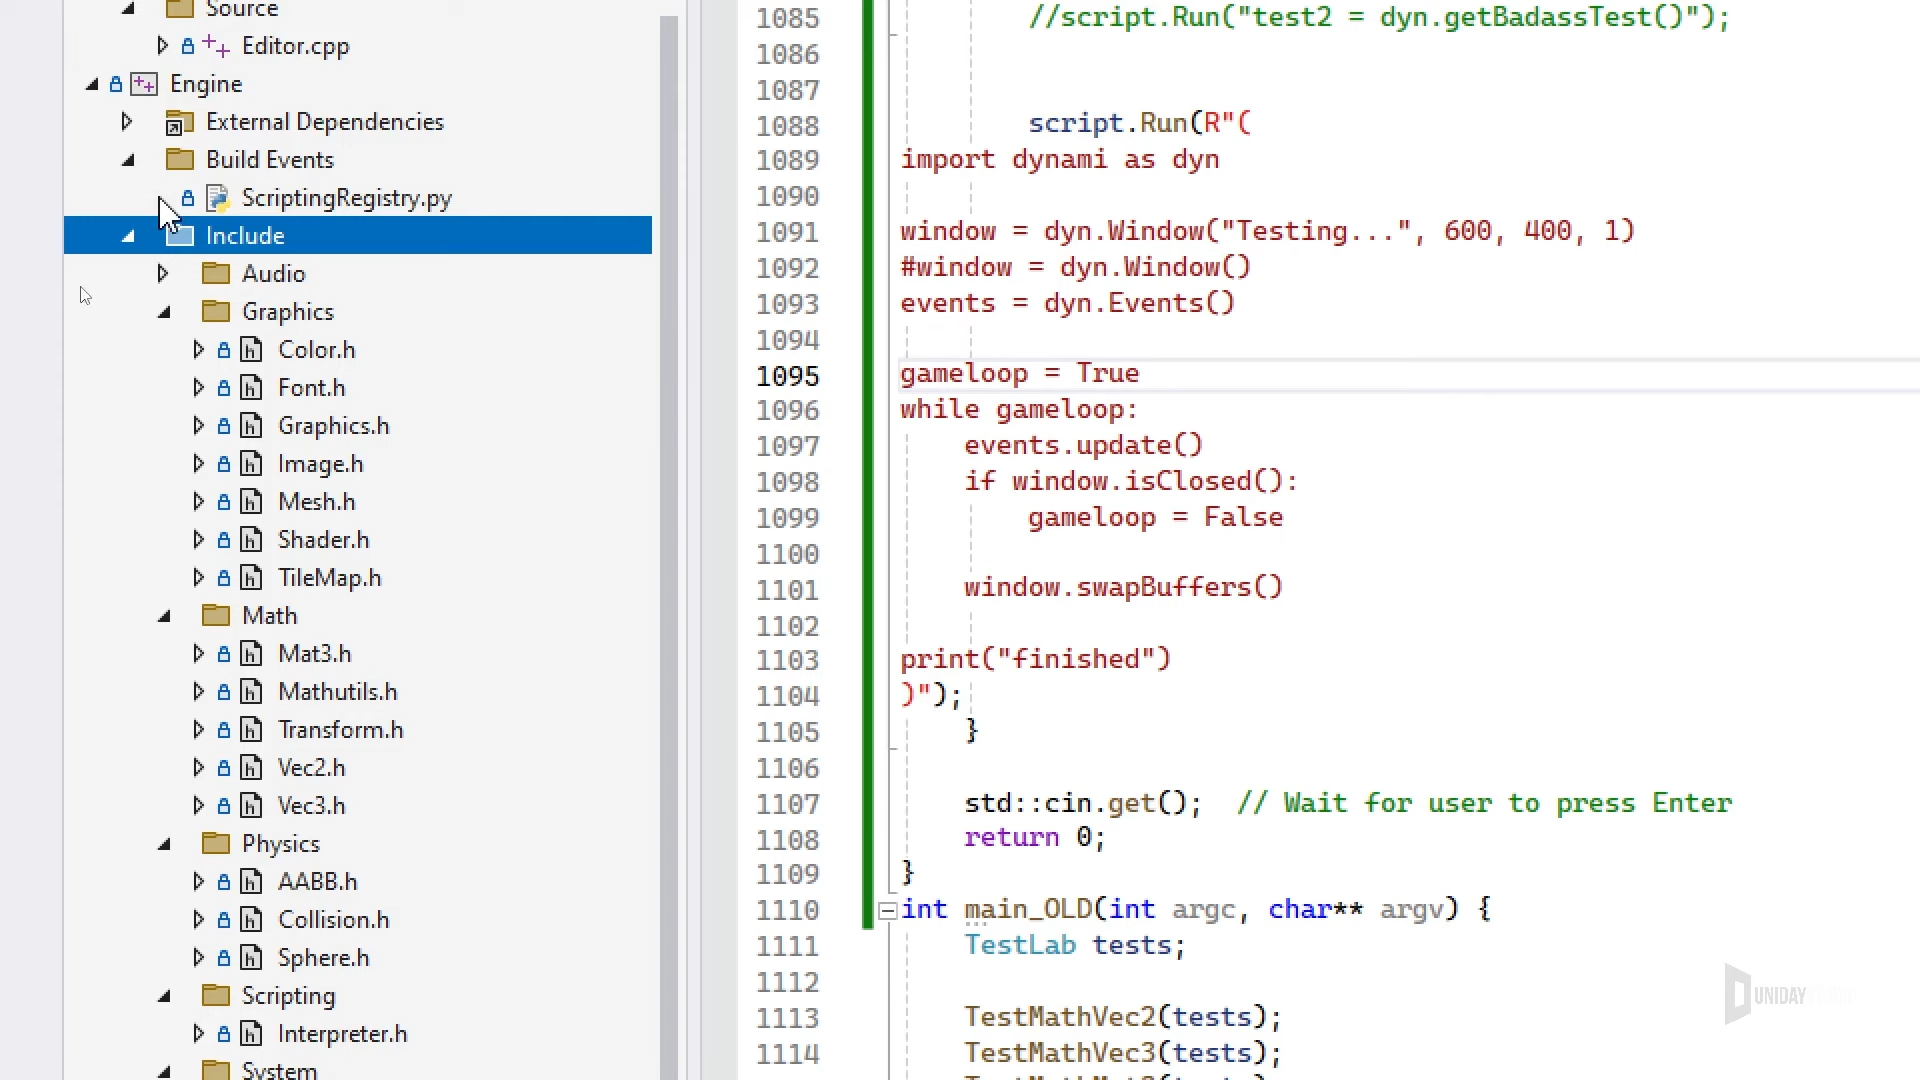 Source
Editor.cpp
Engine
External Dependencies
Build Events
ScriptingRegistry.py
Include
Audio
Graphics
Color.h
Font.h
Graphics.h
Image.h
Mesh.h
Shader.h
TileMap.h
Math
Mat3.h
Mathutils.h
Transform.h
Vec2.h
Vec3.h
Physics
AABB.h
Collision.h
Sphere.h
Scripting
Interpreter.h
System
1085 //script.Run("test2 = dyn.getBadassTest()");
1086
1087
1088 script.Run(R"(
1089 import dynami as dyn
1090
1091 window = dyn.Window("Testing...", 600, 400, 1)
1092 #window = dyn.Window()
1093 events = dyn.Events()
1094
1095 gameloop = True
1096 while gameloop:
1097 events.update()
1098 if window.isClosed():
1099 gameloop = False
1100
1101 window.swapBuffers()
1102
1103 print("finished")
1104 )");
1105 }
1106
1107 std::cin.get(); // Wait for user to press Enter
1108 return 0;
1109 }
1110 int main_OLD(int argc, char** argv) {
1111 TestLab tests;
1112
1113 TestMathVec2(tests);
1114 TestMathVec3(tests);
UNIDAY